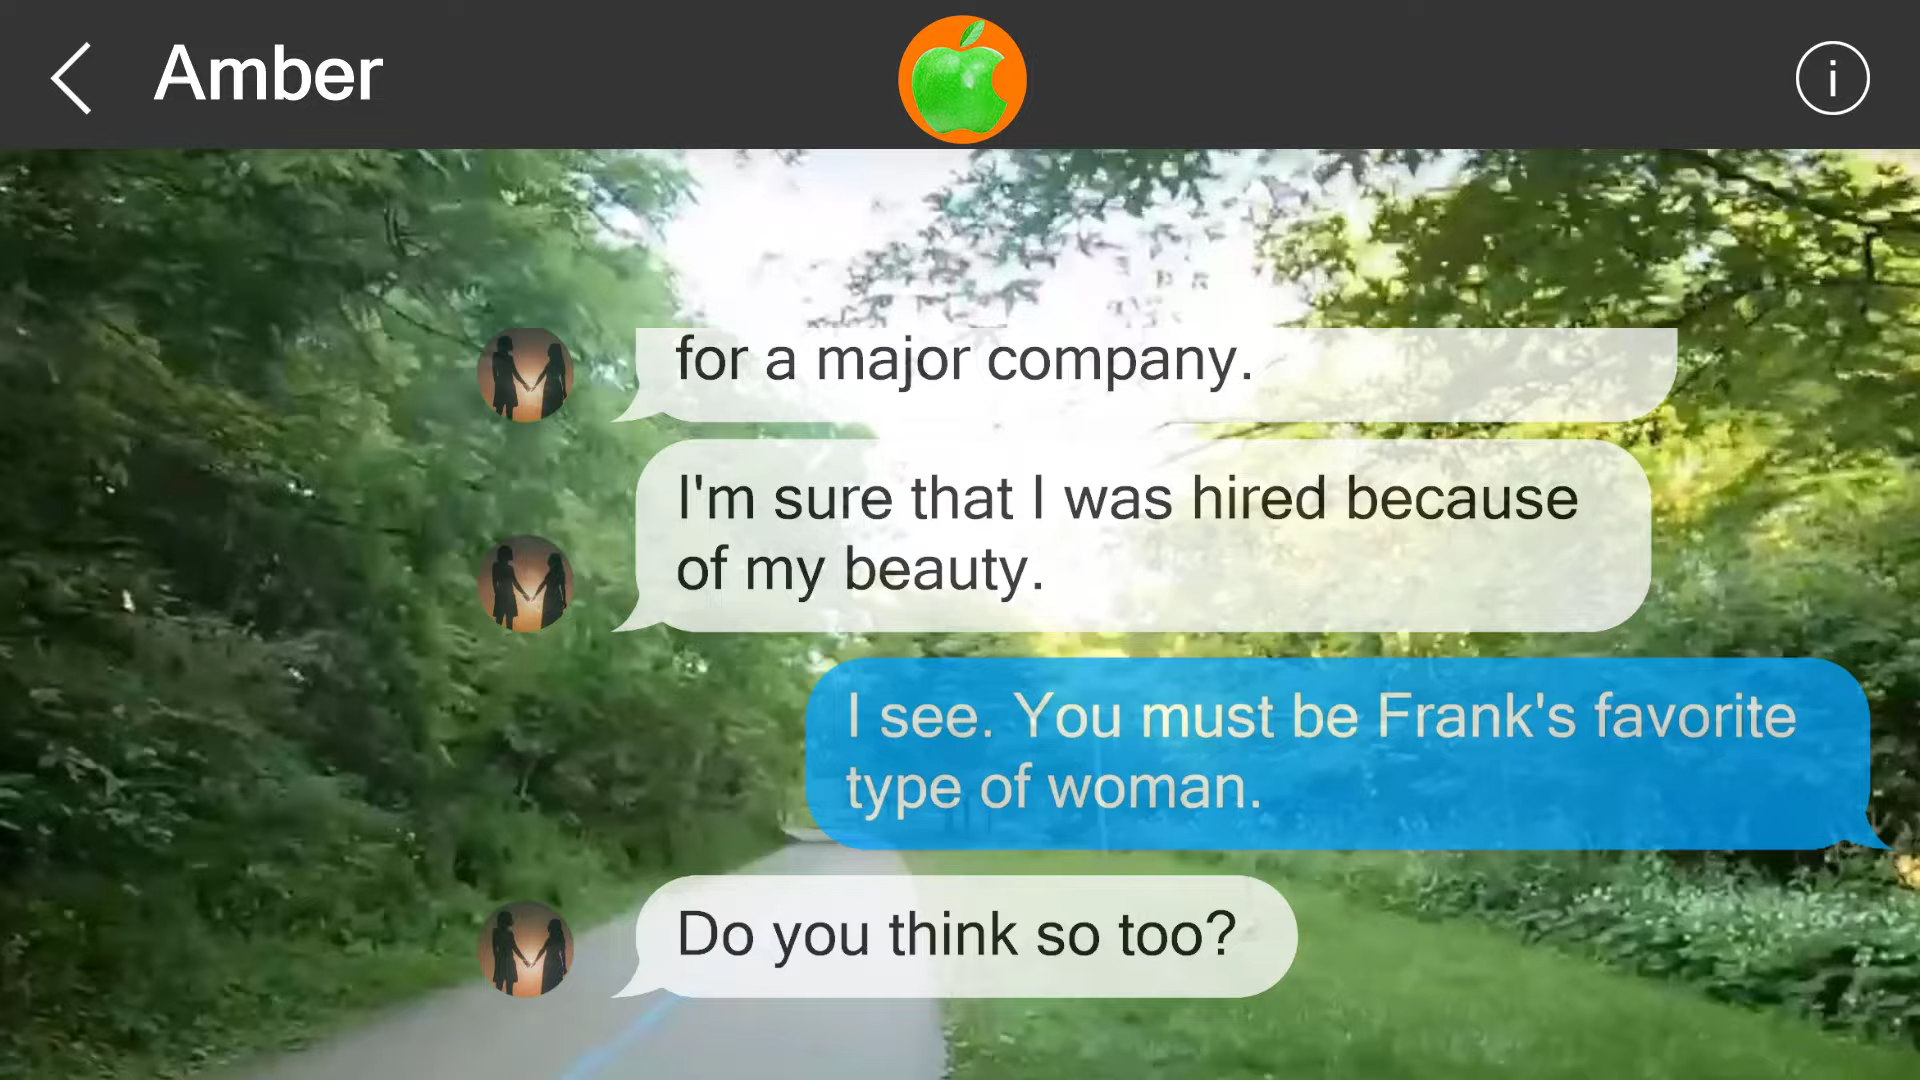 Amber
for a major company.
I'm sure that I was hired because
of my beauty.
I see. You must be Frank's favorite
type of woman.
Do you think so too?